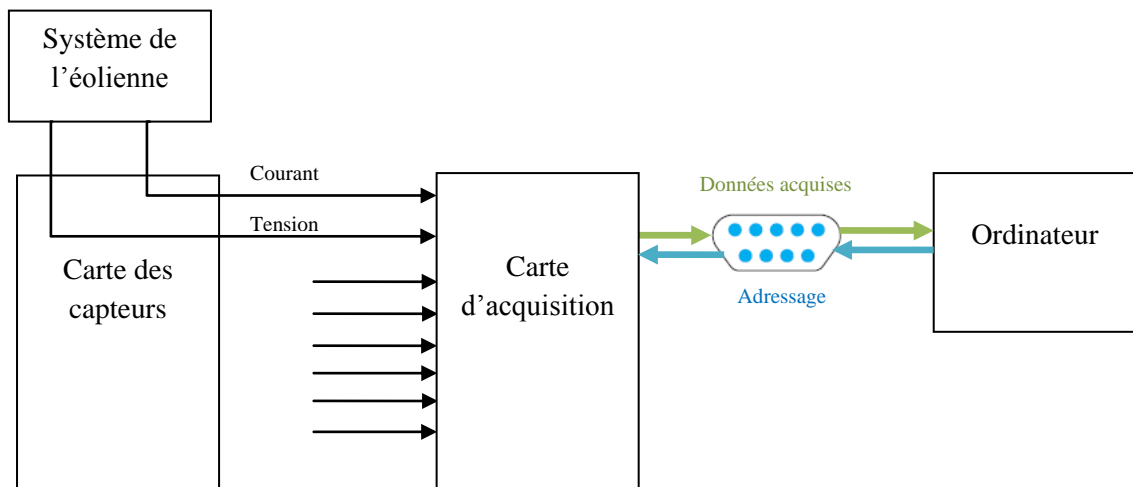 Système de
l’éolienne
Courant
Tension
Carte des
capteurs
Carte
d’acquisition
Données acquises
Adressage
Ordinateur